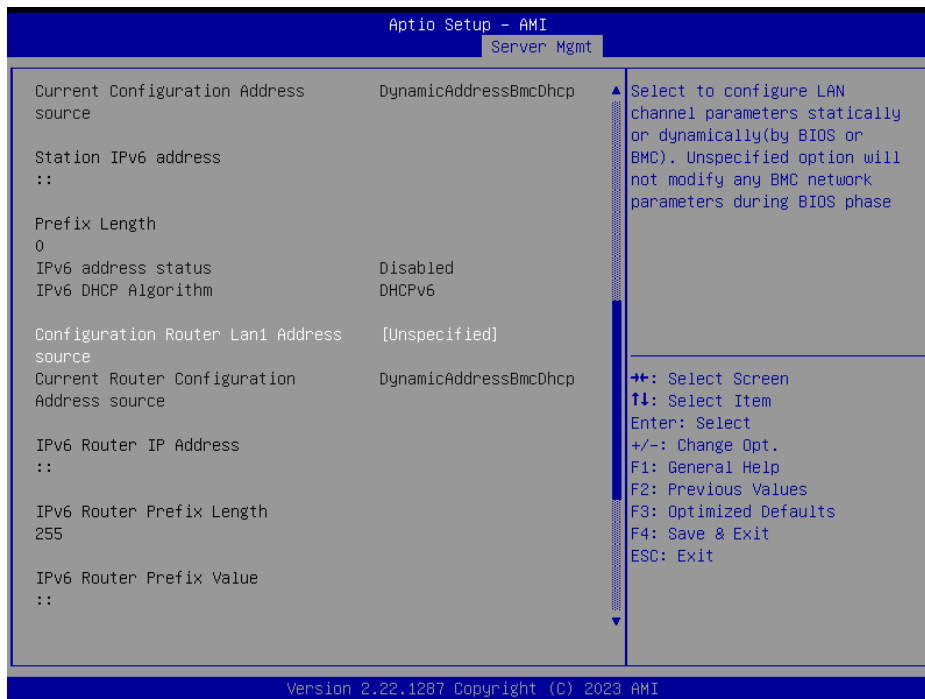 Aptio Setup – AMI
Server Mgmt
Current Configuration Address DynamicAddressBmcDhcp
source
Station IPv6 address
::
Prefix Length
0
IPv6 address status Disabled
IPv6 DHCP Algorithm DHCPv6
Configuration Router Lan1 Address [Unspecified]
source
Current Router Configuration DynamicAddressBmcDhcp
Address source
IPv6 Router IP Address
::
IPv6 Router Prefix Length
255
IPv6 Router Prefix Value
::
Select to configure LAN
channel parameters statically
or dynamically(by BIOS or
BMC). Unspecified option will
not modify any BMC network
parameters during BIOS phase
→←: Select Screen
↑↓: Select Item
Enter: Select
+/-: Change Opt.
F1: General Help
F2: Previous Values
F3: Optimized Defaults
F4: Save & Exit
ESC: Exit
Version 2.22.1287 Copyright (C) 2023 AMI